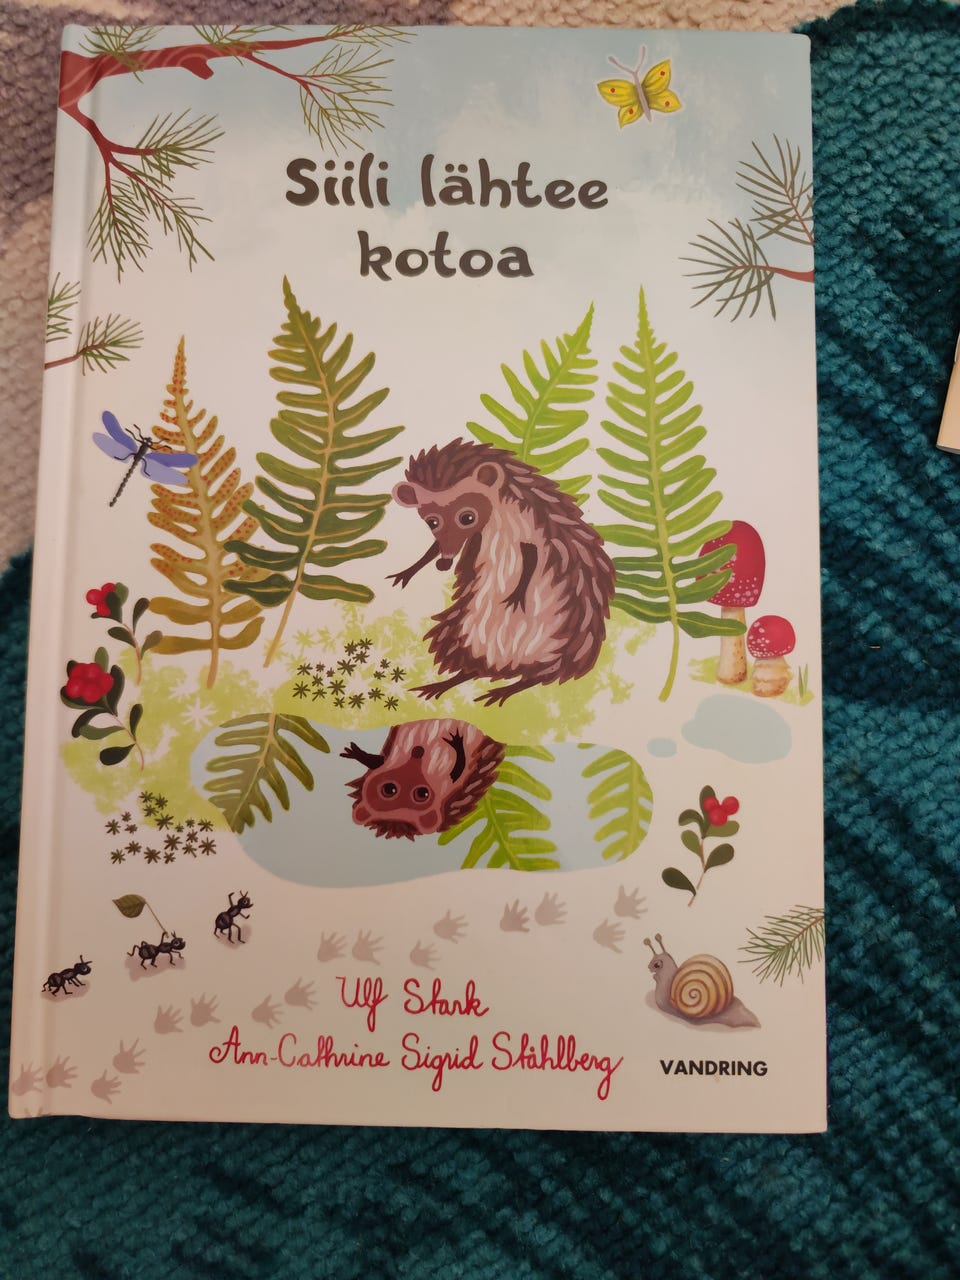 Siili lähtee
kotoa
Ulf Stark
Ann-Cathrine Sigrid Ståhlberg
VANDRING